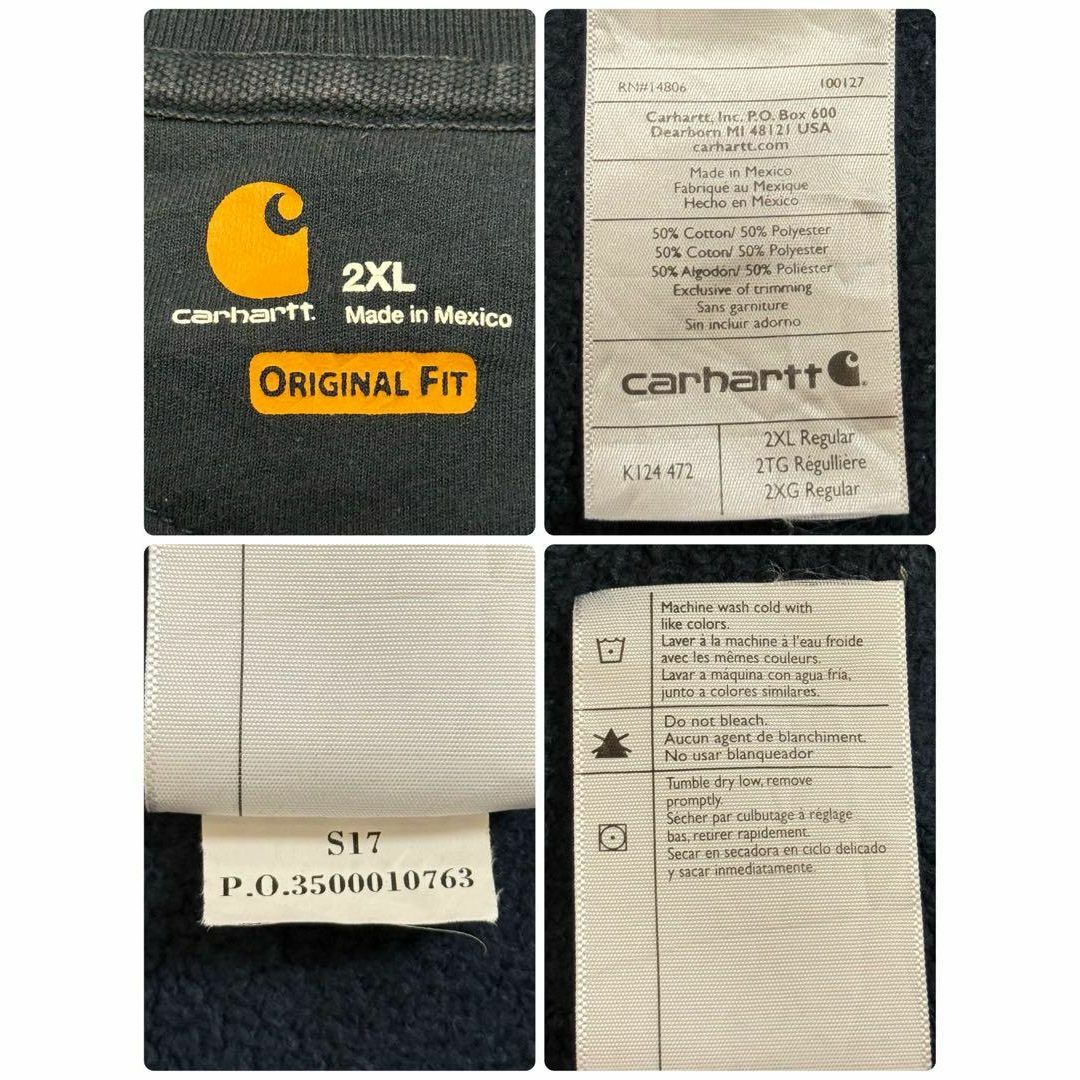 carhartt.
2XL
Made in Mexico
ORIGINAL FIT
RN#14806 100127
Carhartt, Inc. P.O. Box 600
Dearborn MI 48121 USA
carhartt.com
Made in Mexico
Fabriqué au Mexique
Hecho en México
50% Cotton/ 50% Polyester
50% Coton/ 50% Polyester
50% Algodón/ 50% Poliester
Exclusive of trimming
Sans garniture
Sin incluir adorno
carhartt
K124 472
2XL Regular
2TG Régullière
2XG Regular
S17
P.O.3500010763
Machine wash cold with
like colors.
Laver à la machine à l'eau froide
avec les mêmes couleurs.
Lavar a máquina con agua fría,
junto a colores similares.
Do not bleach.
Aucun agent de blanchiment.
No usar blanqueador
Tumble dry low, remove
promptly.
Sécher par culbutage à réglage
bas, retirer rapidement.
Secar en secadora en ciclo delicado
y sacar inmediatamente.